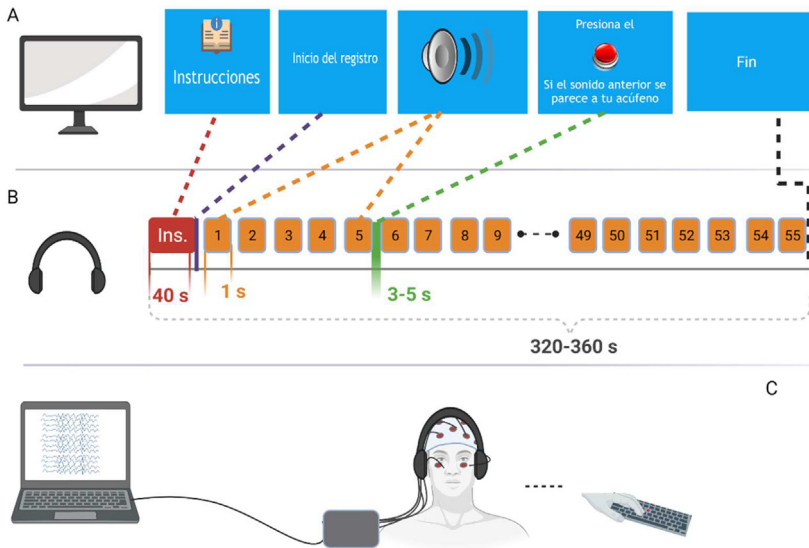 A
Instrucciones
Inicio del registro
Presiona el
Si el sonido anterior se
parece a tu acúfeno
Fin
B
Ins.
1
2
3
4
5
6
7
8
9
49
50
51
52
53
54
55
40 s
1 s
3-5 s
320-360 s
C